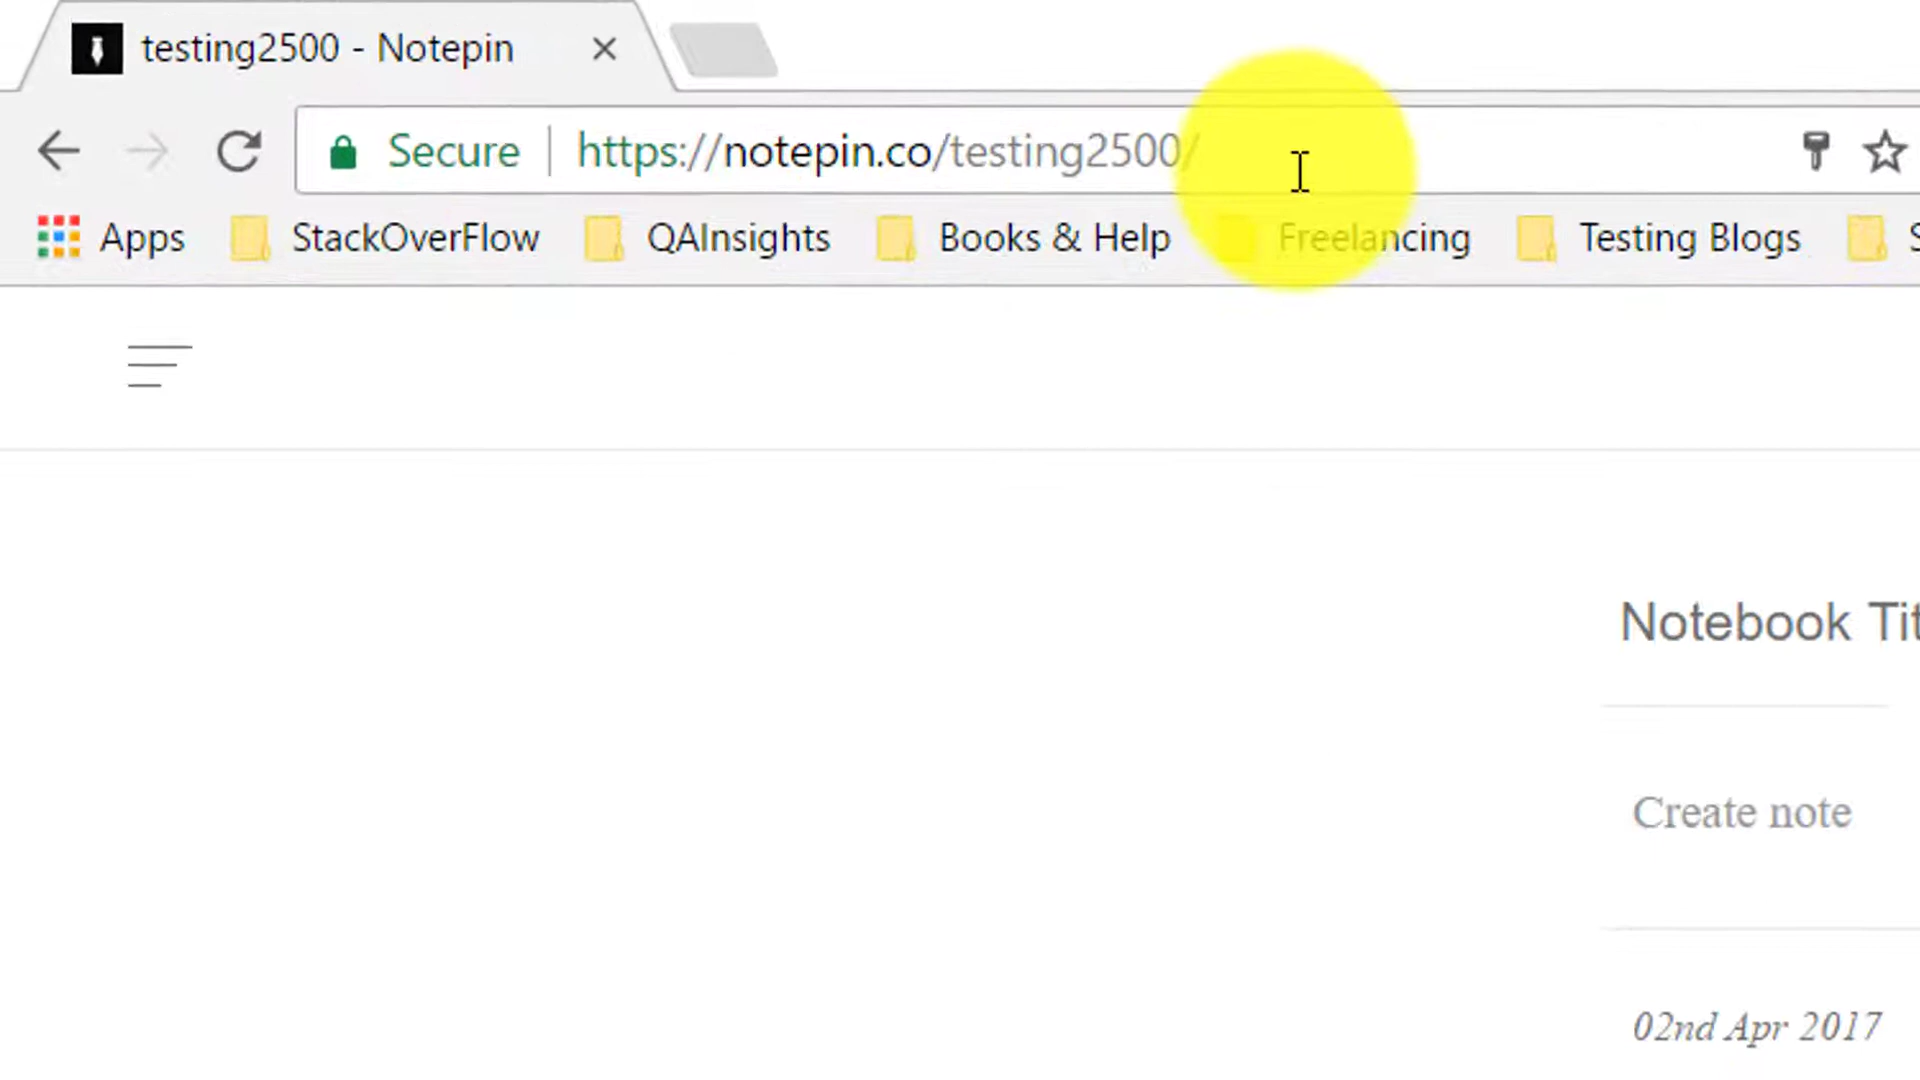 testing2500 - Notepin
Secure https://notepin.co/testing2500/
Apps StackOverFlow QAInsights Books & Help Freelancing Testing Blogs S
Notebook Tit
Create note
02nd Apr 2017